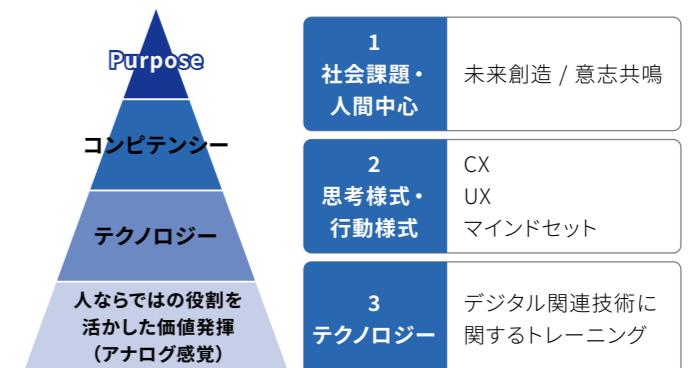 Purpose
コンピテンシー
テクノロジー
人ならではの役割を
活かした価値発揮
（アナログ感覚）
1
社会課題・
人間中心
未来創造 / 意志共鳴
2
思考様式・
行動様式
CX
UX
マインドセット
3
テクノロジー
デジタル関連技術に
関するトレーニング